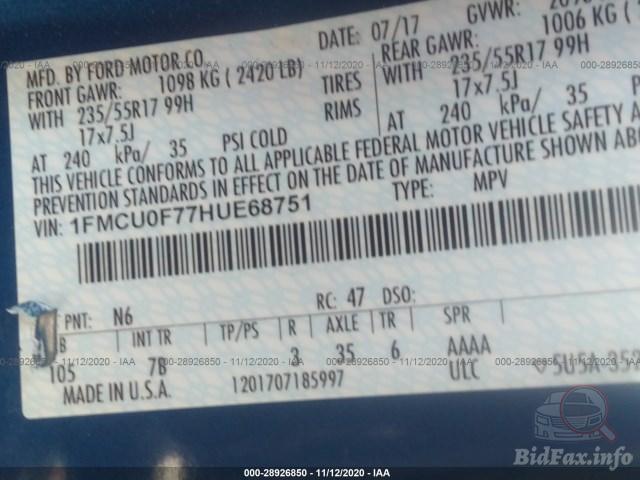 MFD. BY FORD MOTOR CO.
DATE: 07/17
GVWR:
FRONT GAWR: 1098 KG ( 2420 LB)
REAR GAWR: 1006 KG (
WITH 235/55R17 99H TIRES
WITH 235/55R17 99H
17x7.5J RIMS
17x7.5J
AT 240 kPa/ 35 PSI COLD
AT 240 kPa/ 35
THIS VEHICLE CONFORMS TO ALL APPLICABLE FEDERAL MOTOR VEHICLE SAFETY A
PREVENTION STANDARDS IN EFFECT ON THE DATE OF MANUFACTURE SHOWN ABO
VIN: 1FMCU0F77HUE68751
TYPE: MPV
PNT: N6
RC: 47 DSO:
B INT TR TP/PS R AXLE TR SPR
105 7B 3 35 6 AAAA
MADE IN U.S.A. 1201707185997 ULC
000-28926850 - 11/12/2020 - IAA
BidFax.info